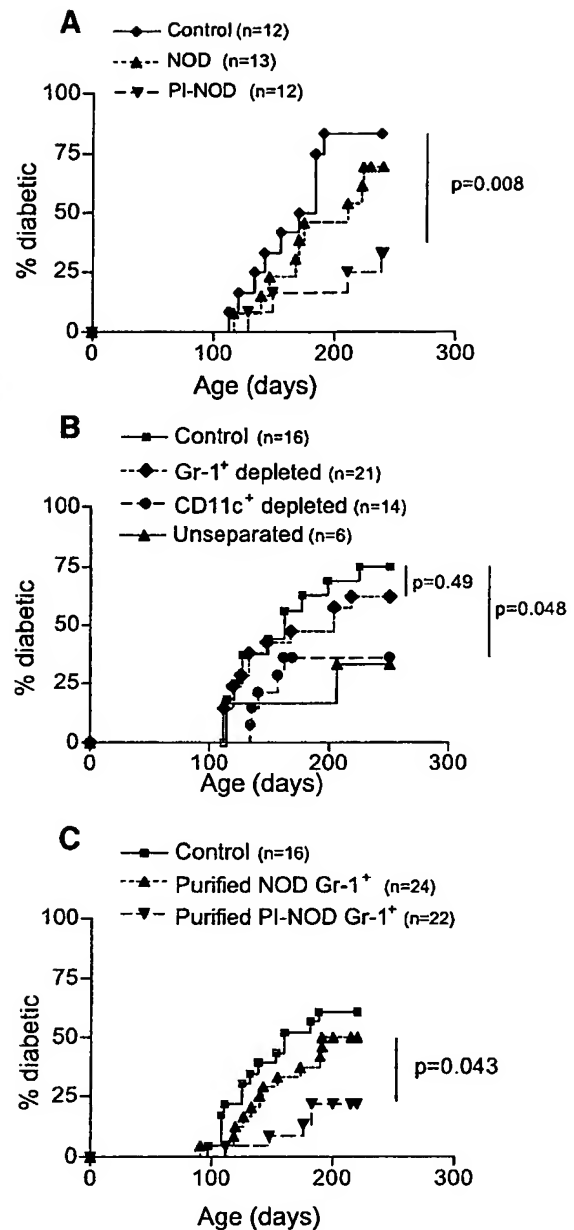 A
Control (n=12)
NOD (n=13)
PI-NOD (n=12)
100
75
50
25
0
% diabetic
p=0.008
0 100 200 300
Age (days)
B
Control (n=16)
Gr-1+ depleted (n=21)
CD11c+ depleted (n=14)
Unseparated (n=6)
100
75
50
25
0
% diabetic
p=0.49
p=0.048
0 100 200 300
Age (days)
C
Control (n=16)
Purified NOD Gr-1+ (n=24)
Purified PI-NOD Gr-1+ (n=22)
100
75
50
25
0
% diabetic
p=0.043
0 100 200 300
Age (days)